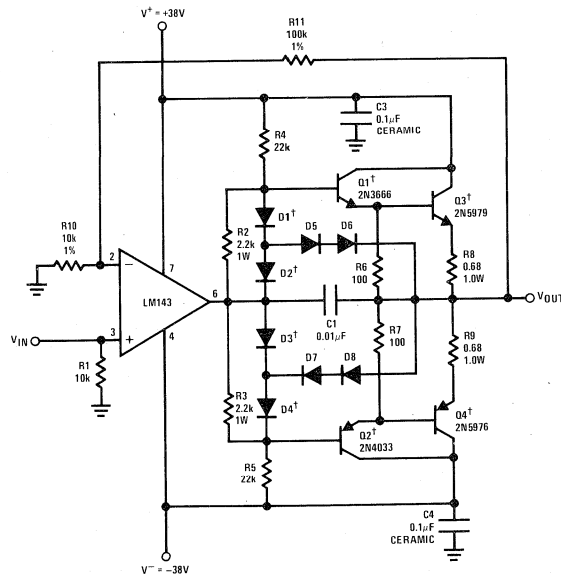 V⁺ = +38V
R11
100k
1%
C3
0.1μF
CERAMIC
R4
22k
Q1†
2N3666
Q3†
2N5979
D1†
D5
D6
R10
10k
1%
R2
2.2k
1W
R6
100
R8
0.68
1.0W
D2†
2
7
LM143
6
VOUT
C1
0.01μF
VIN
3
4
D3†
R7
100
R9
0.68
1.0W
R1
10k
D7
D8
R3
2.2k
1W
D4†
Q2†
2N4033
Q4†
2N5976
R5
22k
C4
0.1μF
CERAMIC
V⁻ = −38V